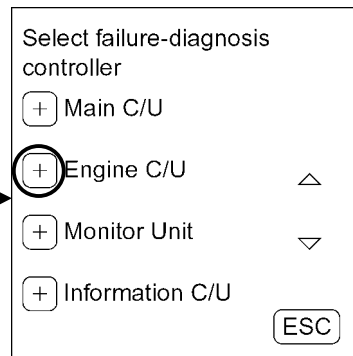 Select failure-diagnosis
controller
+ Main C/U
+ Engine C/U
+ Monitor Unit
+ Information C/U
ESC